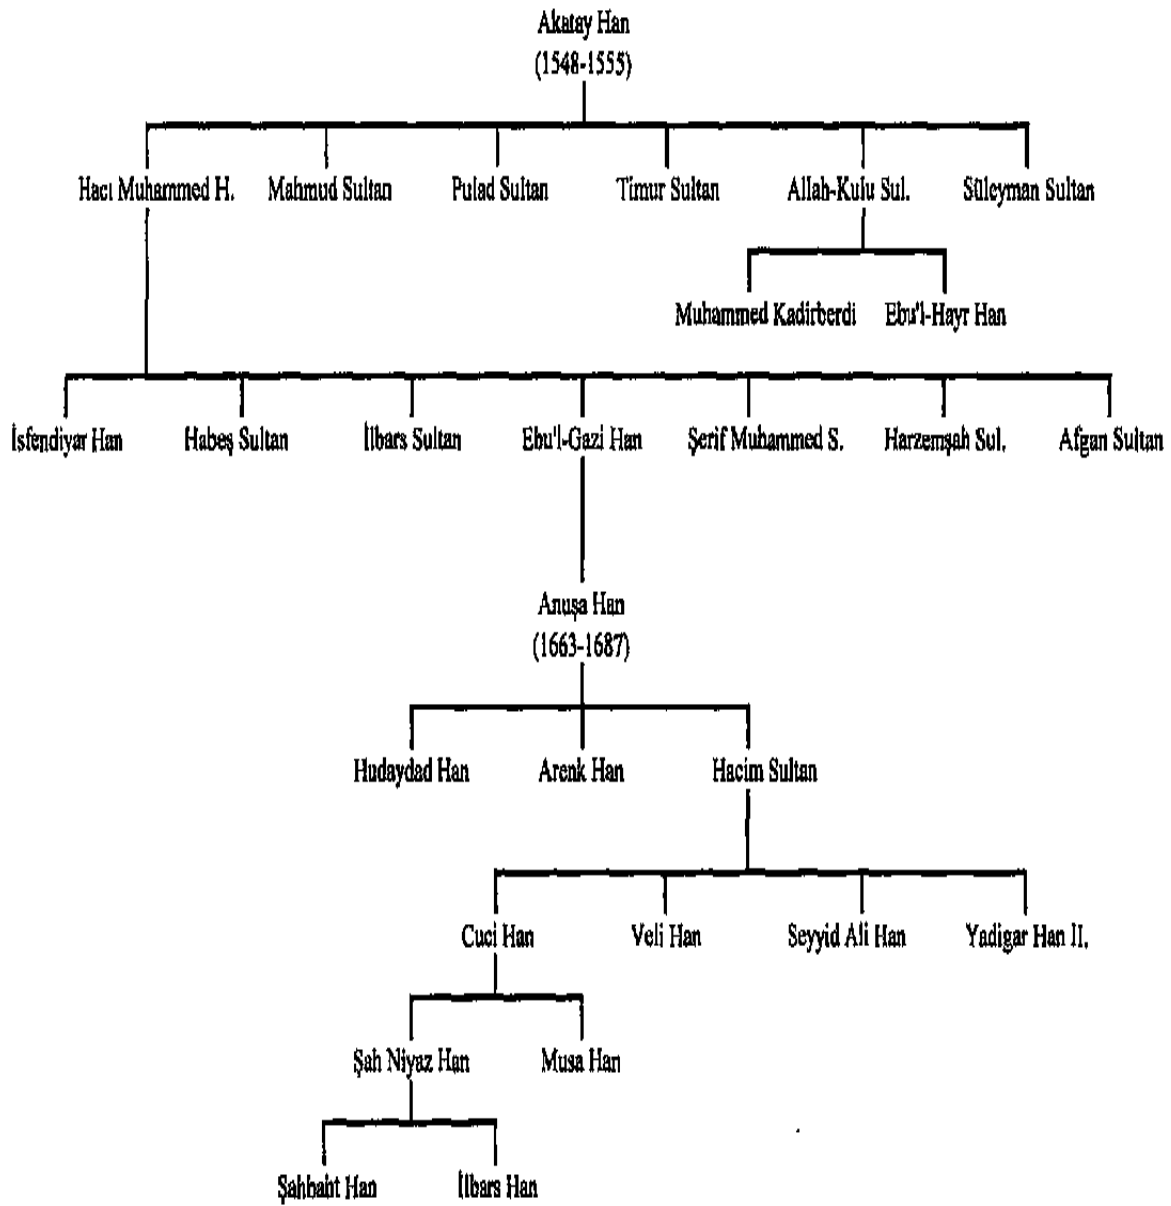 Akatay Han
(1548-1555)
Hacı Muhammed H. Mahmud Sultan Pulad Sultan Timur Sultan Allah-Kulu Sul. Süleyman Sultan
Muhammed Kadirberdi Ebu'l-Hayr Han
İsfendiyar Han Habeş Sultan İlbars Sultan Ebu'l-Gazi Han Şerif Muhammed S. Harzemşah Sul. Afgan Sultan
Anuşa Han
(1663-1687)
Hudaydad Han Arenk Han Hacim Sultan
Cuci Han Veli Han Seyyid Ali Han Yadigar Han II.
Şah Niyaz Han Musa Han
Şahbaht Han İlbars Han